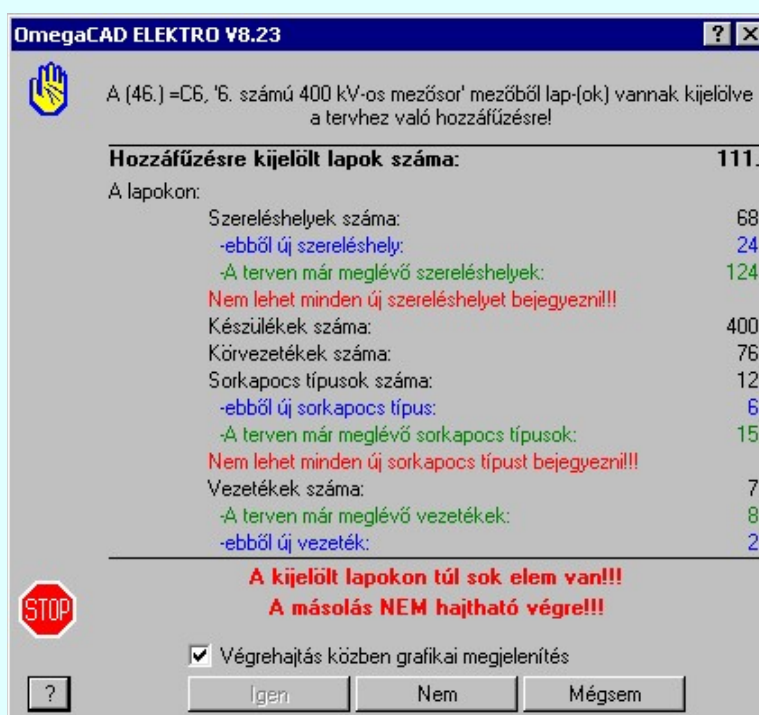 OmegaCAD ELEKTRO V8.23
A (46.) =C6, '6. számú 400 kV-os mezősor' mezőből lap-(ok) vannak kijelölve
a tervhez való hozzáfűzésre!
Hozzáfűzésre kijelölt lapok száma: 111.
A lapokon:
Szereléshelyek száma: 68
-ebből új szereléshely: 24
-A terven már meglévő szereléshelyek: 124
Nem lehet minden új szereléshelyet bejegyezni!!!
Készülékek száma: 400
Körvezetékek száma: 76
Sorkapocs típusok száma: 12
-ebből új sorkapocs típus: 6
-A terven már meglévő sorkapocs típusok: 15
Nem lehet minden új sorkapocs típust bejegyezni!!!
Vezetékek száma: 7
-A terven már meglévő vezetékek: 8
-ebből új vezeték: 2
A kijelölt lapokon túl sok elem van!!!
STOP
A másolás NEM hajtható végre!!!
Végrehajtás közben grafikai megjelenítés
? Igen Nem Mégsem